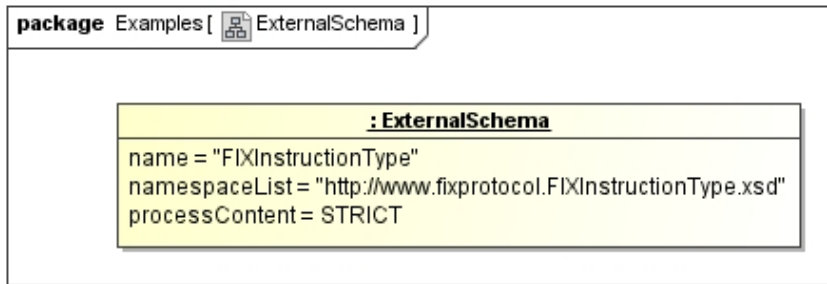 package Examples [ ExternalSchema ]
: ExternalSchema
name = "FIXInstructionType"
namespaceList = "http://www.fixprotocol.FIXInstructionType.xsd"
processContent = STRICT